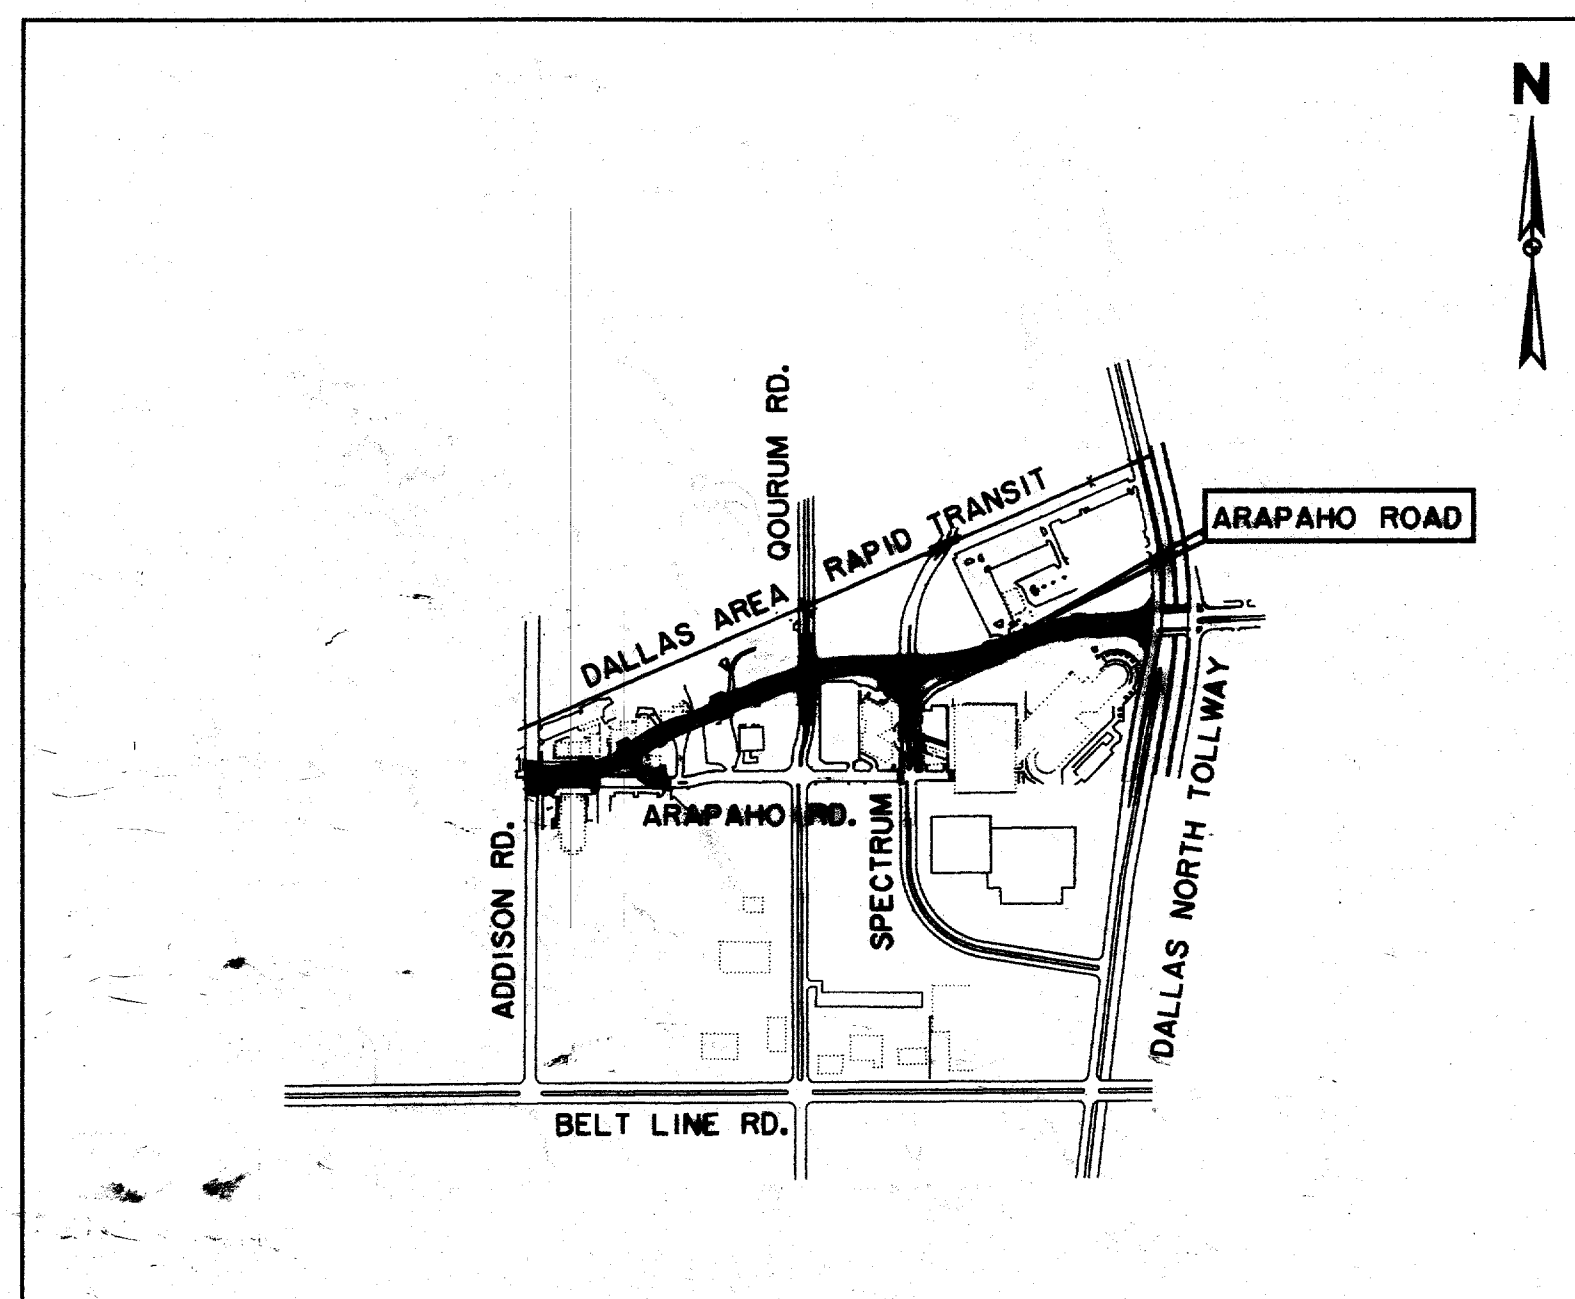 N
QOURUM RD.
DALLAS AREA RAPID TRANSIT
ARAPAHO ROAD
ARAPAHO RD.
ADDISON RD.
SPECTRUM
DALLAS NORTH TOLLWAY
BELT LINE RD.